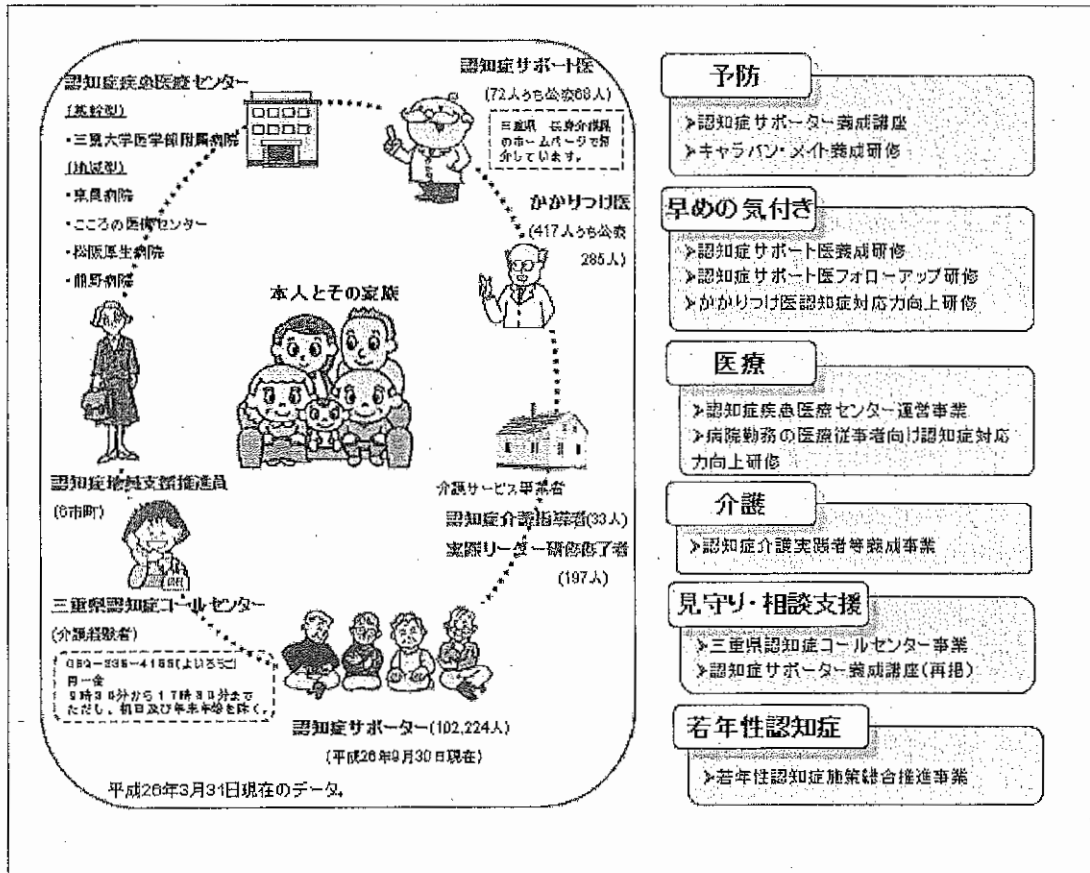 認知症疾患医療センター
(基幹型)
・三重大学医学部附属病院
(地域型)
・東員病院
・こころの医療センター
・松阪厚生病院
・熊野病院
認知症サポート医
(72人うち公表68人)
三重県 長寿介護課
のホームページで紹
介しています。
かかりつけ医
(417人うち公表
285人)
本人とその家族
認知症地域支援推進員
(6市町)
介護サービス事業者
認知症介護指導者(33人)
実践リーダー研修修了者
(197人)
三重県認知症コールセンター
(介護経験者)
月~金
9時30分から17時30分まで
ただし、祝日及び年末年始を除く。
認知症サポーター(102,224人)
(平成26年9月30日現在)
平成26年3月31日現在のデータ。
予防
➢認知症サポーター養成講座
➢キャラバン・メイト養成研修
早めの気付き
➢認知症サポート医養成研修
➢認知症サポート医フォローアップ研修
➢かかりつけ医認知症対応力向上研修
医療
➢認知症疾患医療センター運営事業
➢病院勤務の医療従事者向け認知症対応
力向上研修
介護
➢認知症介護実践者等養成事業
見守り・相談支援
➢三重県認知症コールセンター事業
➢認知症サポーター養成講座(再掲)
若年性認知症
➢若年性認知症施策総合推進事業